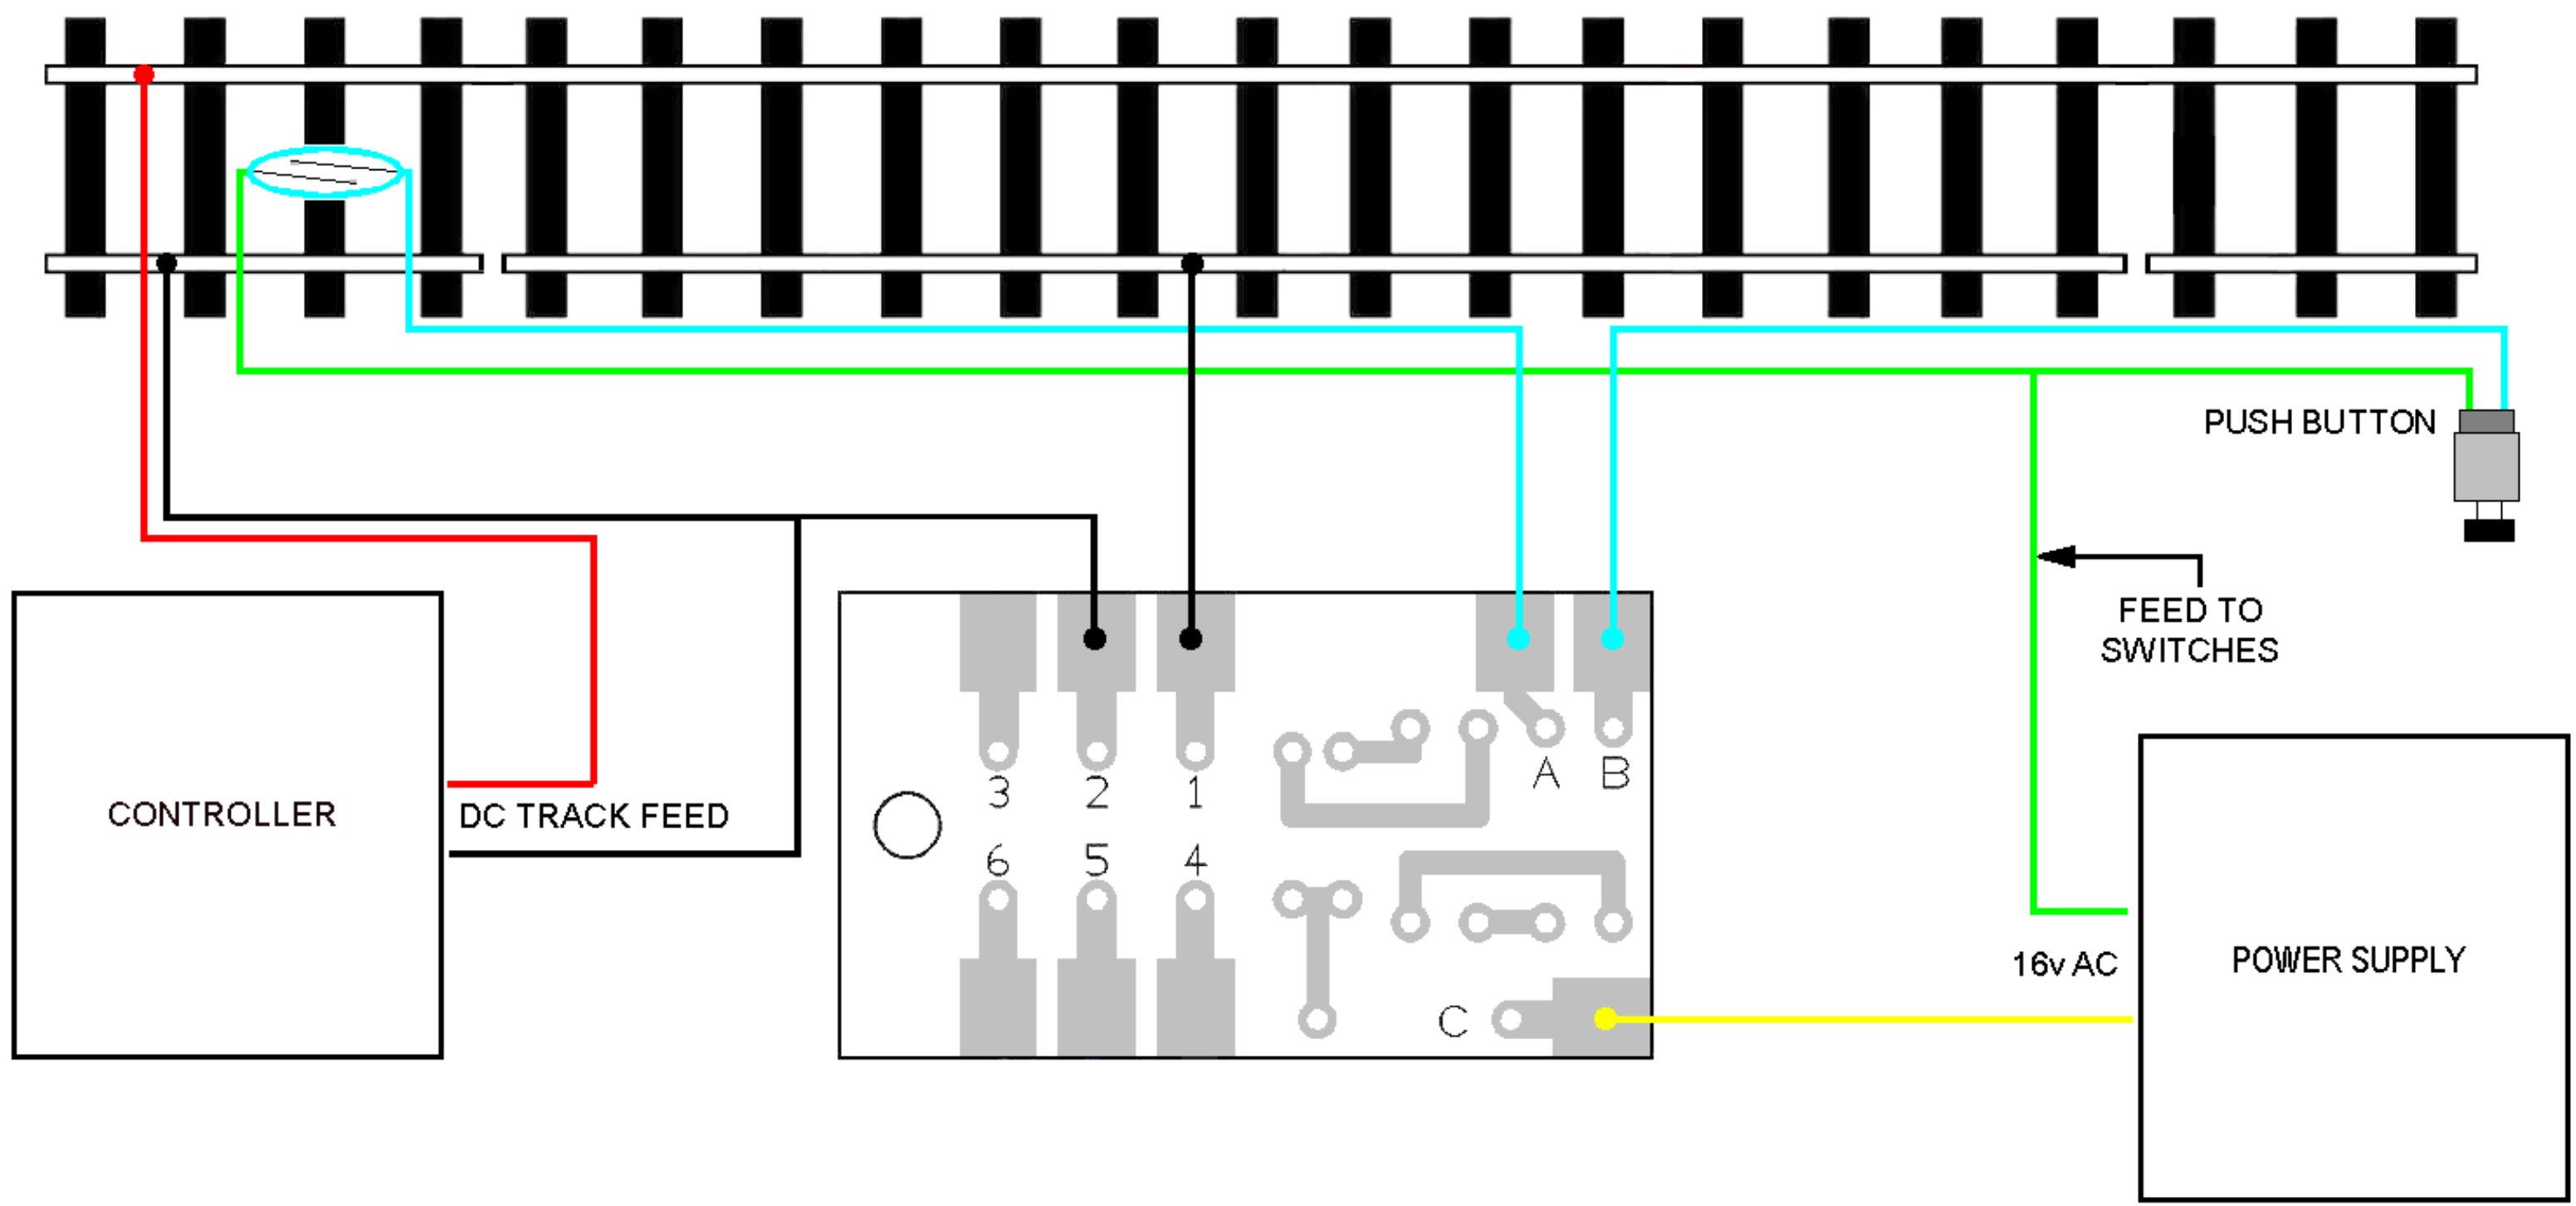 PUSH BUTTON
FEED TO
SWITCHES
CONTROLLER
DC TRACK FEED
3 2 1
A B
6 5 4
C
16v AC
POWER SUPPLY